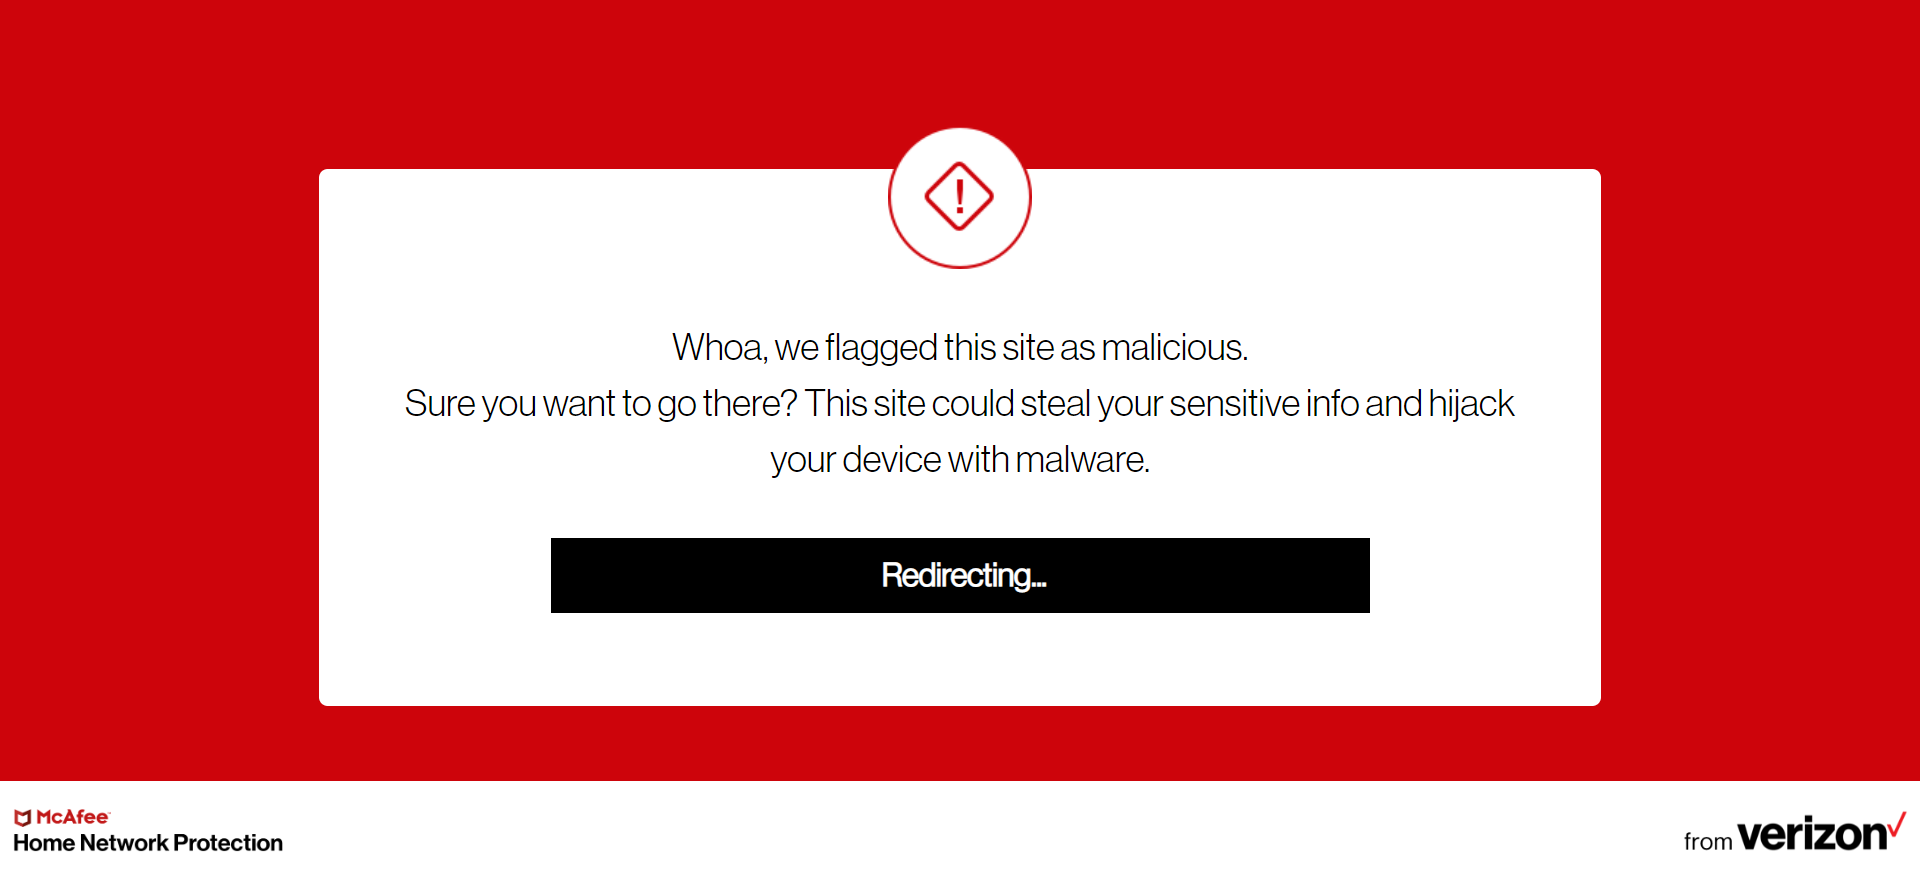 Whoa, we flagged this site as malicious.
Sure you want to go there? This site could steal your sensitive info and hijack
your device with malware.
Redirecting...
McAfee
Home Network Protection
from verizon